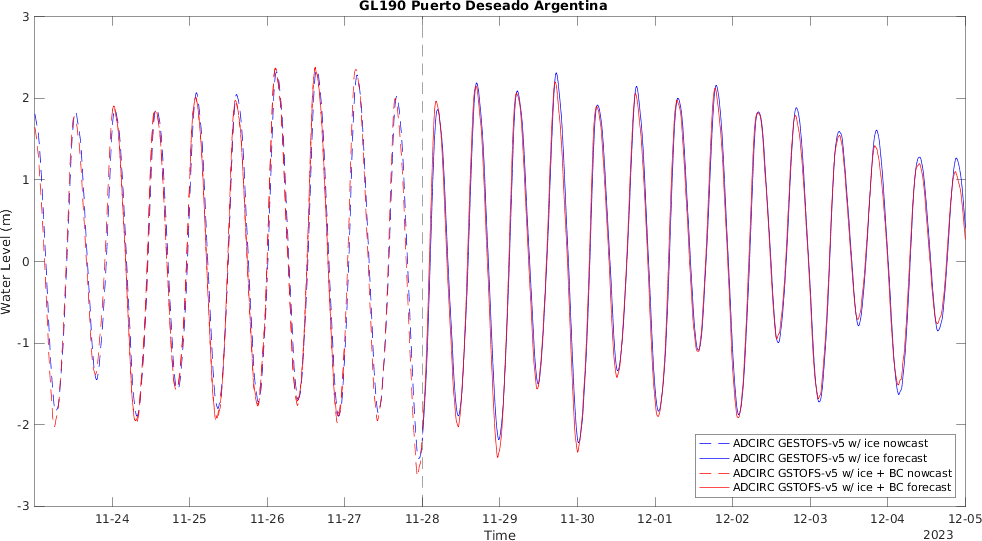 GL190 Puerto Deseado Argentina
3
2
1
0
-1
-2
-3
Water Level (m)
11-24 11-25 11-26 11-27 11-28 11-29 11-30 12-01 12-02 12-03 12-04 12-05
Time
2023
ADCIRC GESTOFS-v5 w/ ice nowcast
ADCIRC GESTOFS-v5 w/ ice forecast
ADCIRC GSTOFS-v5 w/ ice + BC nowcast
ADCIRC GSTOFS-v5 w/ ice + BC forecast